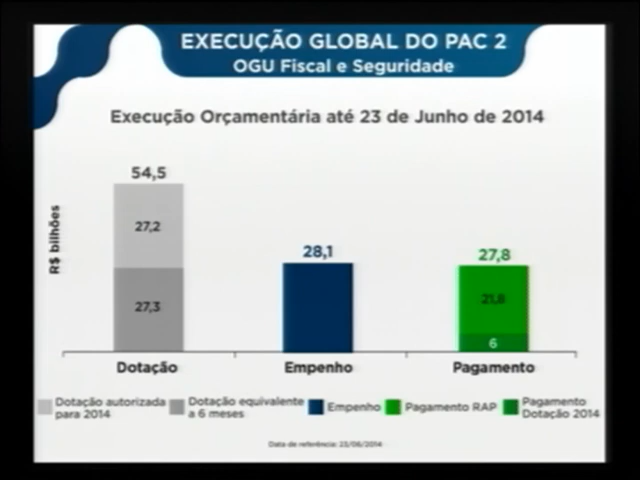 EXECUÇÃO GLOBAL DO PAC 2
OGU Fiscal e Seguridade
Execução Orçamentária até 23 de Junho de 2014
R$ bilhões
54,5
27,2
27,3
28,1
27,8
21,8
6
Dotação
Empenho
Pagamento
Dotação autorizada
para 2014
Dotação equivalente
a 6 meses
Empenho
Pagamento RAP
Pagamento
Dotação 2014
Data de referência: 23/06/2014